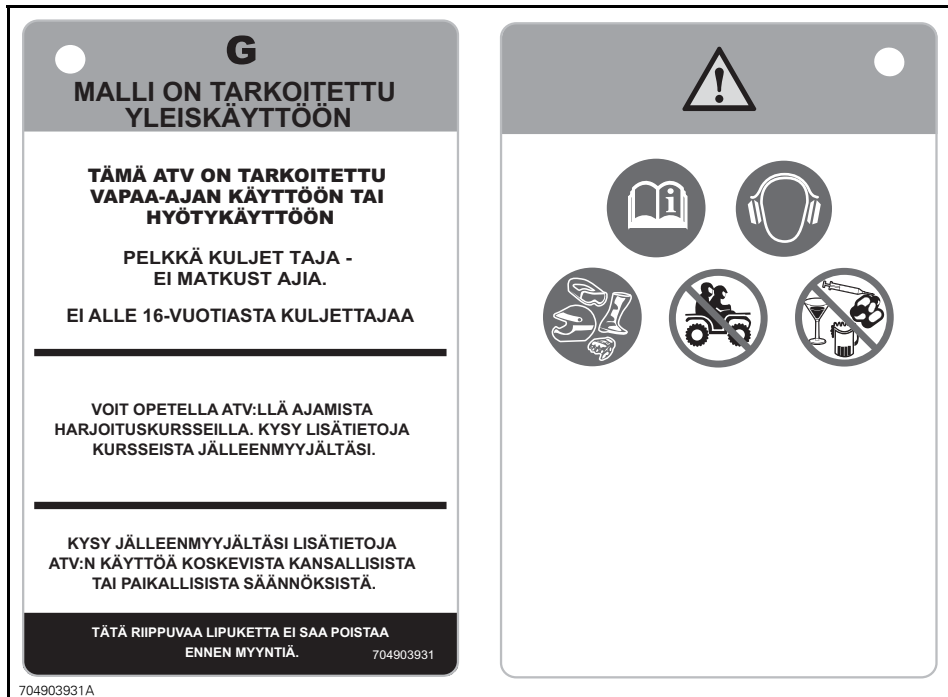 G
MALLI ON TARKOITETTU
YLEISKÄYTTÖÖN
TÄMÄ ATV ON TARKOITETTU
VAPAA-AJAN KÄYTTÖÖN TAI
HYÖTYKÄYTTÖÖN
PELKKÄ KULJET TAJA -
EI MATKUST AJIA.
EI ALLE 16-VUOTIASTA KULJETTAJAA
VOIT OPETELLA ATV:LLÄ AJAMISTA
HARJOITUSKURSSEILLA. KYSY LISÄTIETOJA
KURSSEISTA JÄLLEENMYYJÄLTÄSI.
KYSY JÄLLEENMYYJÄLTÄSI LISÄTIETOJA
ATV:N KÄYTTÖÄ KOSKEVISTA KANSALLISISTA
TAI PAIKALLISISTA SÄÄNNÖKSISTÄ.
TÄTÄ RIIPPUVAA LIPUKETTA EI SAA POISTAA
ENNEN MYYNTIÄ. 704903931
704903931A